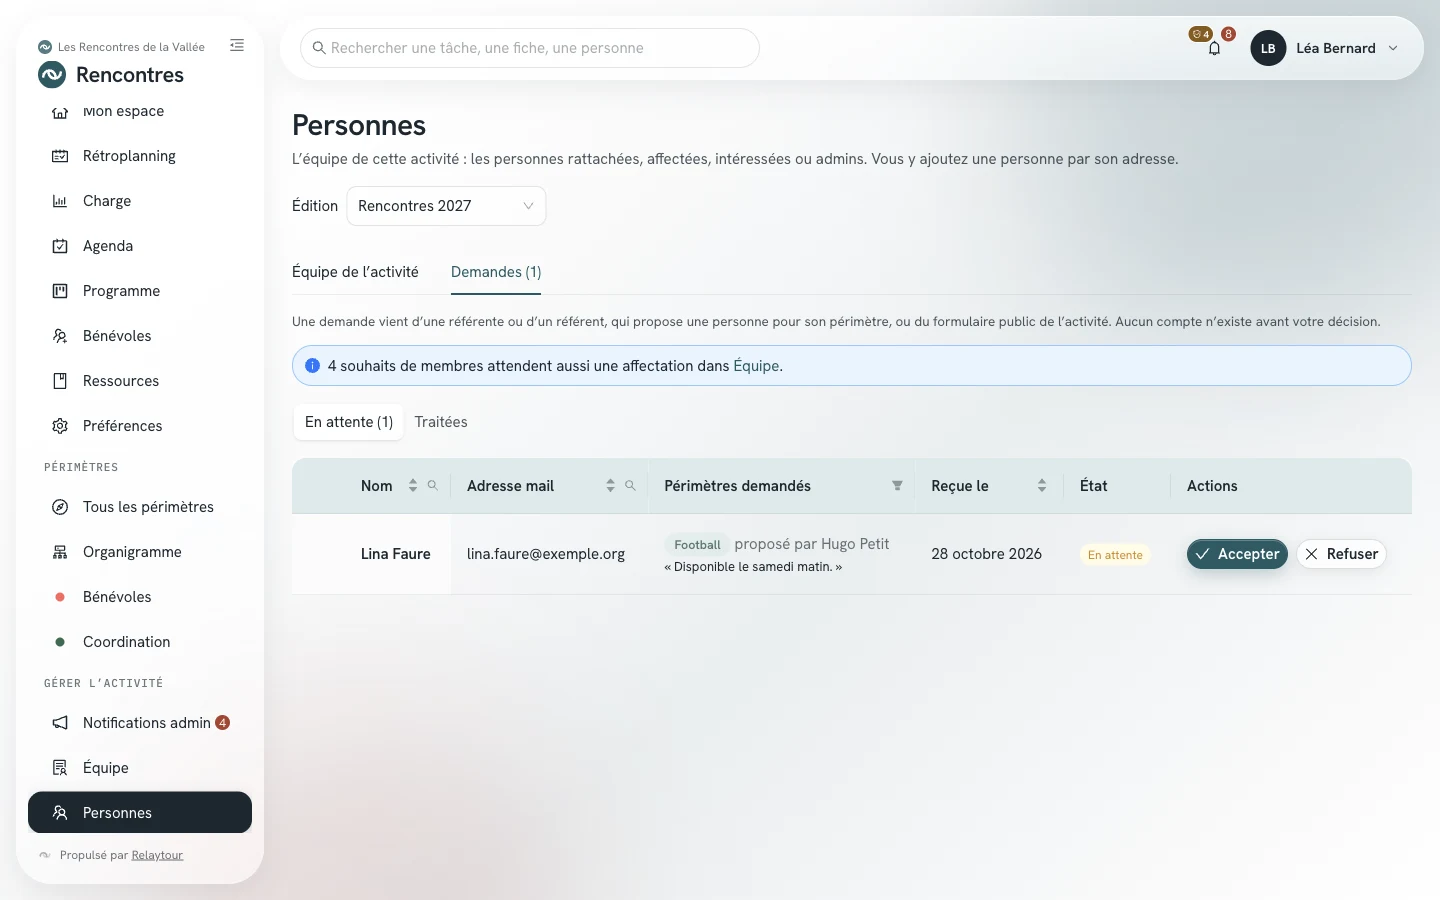 Les Rencontres de la Vallée
Rencontres
Mon espace
Rétroplanning
Charge
Agenda
Programme
Bénévoles
Ressources
Préférences
PÉRIMÈTRES
Tous les périmètres
Organigramme
Bénévoles
Coordination
GÉRER L’ACTIVITÉ
Notifications admin 4
Équipe
Personnes
Propulsé par Relaytour
Rechercher une tâche, une fiche, une personne
4 8
LB Léa Bernard
Personnes
L’équipe de cette activité : les personnes rattachées, affectées, intéressées ou admins. Vous y ajoutez une personne par son adresse.
Édition Rencontres 2027
Équipe de l’activité Demandes (1)
Une demande vient d’une référente ou d’un référent, qui propose une personne pour son périmètre, ou du formulaire public de l’activité. Aucun compte n’existe avant votre décision.
4 souhaits de membres attendent aussi une affectation dans Équipe.
En attente (1) Traitées
Nom Adresse mail Périmètres demandés Reçue le État Actions
Lina Faure lina.faure@exemple.org Football proposé par Hugo Petit 28 octobre 2026 En attente Accepter Refuser
« Disponible le samedi matin. »